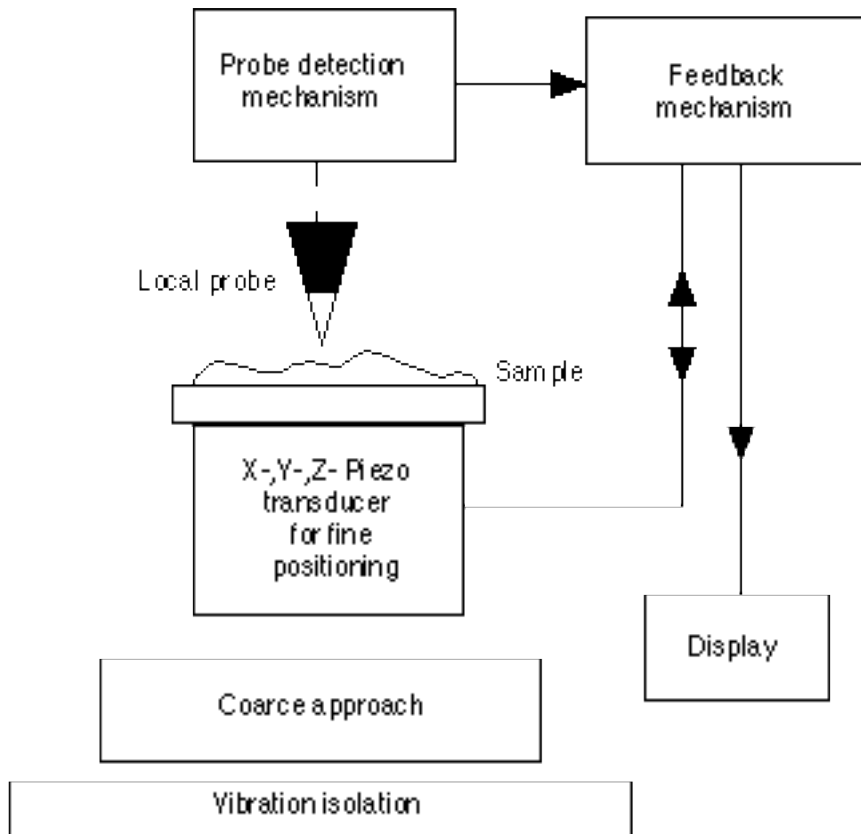 Probe detection
mechanism
Feedback
mechanism
Local probe
Sample
X-,Y-,Z- Piezo
transducer
for fine
positioning
Display
Coarce approach
Vibration isolation